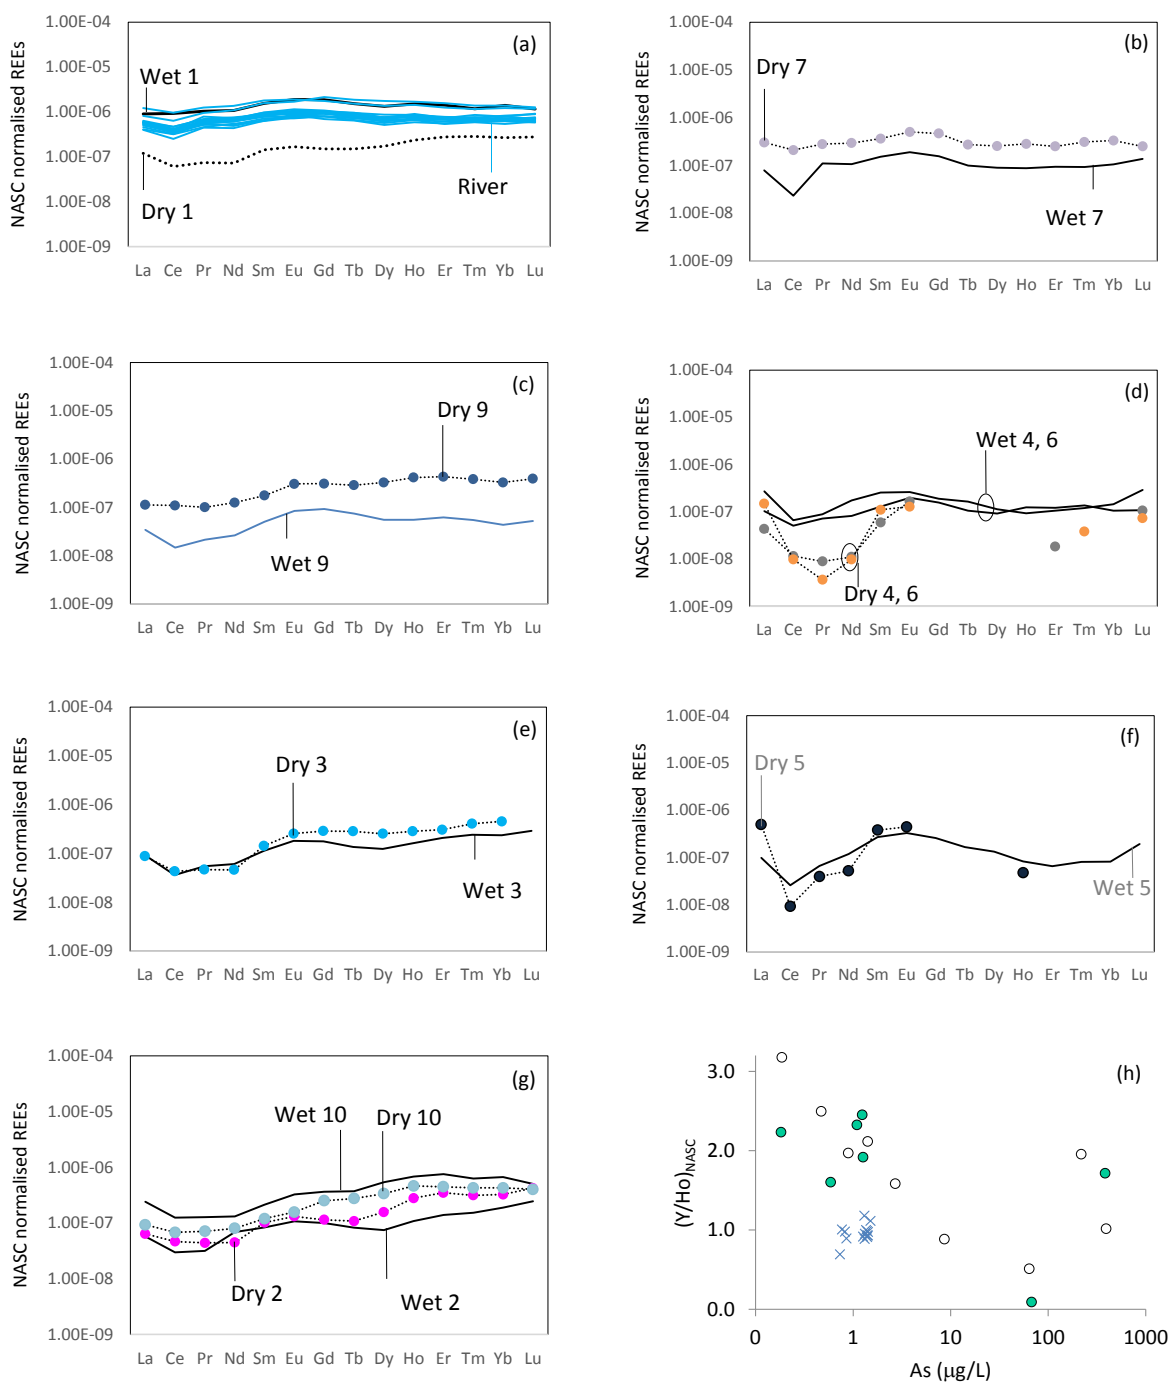 NASC normalised REEs
1.00E-04
1.00E-05
1.00E-06
1.00E-07
1.00E-08
1.00E-09
(a)
Wet 1
River
Dry 1
La Ce Pr Nd Sm Eu Gd Tb Dy Ho Er Tm Yb Lu
NASC normalised REEs
1.00E-04
1.00E-05
1.00E-06
1.00E-07
1.00E-08
1.00E-09
(b)
Dry 7
Wet 7
La Ce Pr Nd Sm Eu Gd Tb Dy Ho Er Tm Yb Lu
NASC normalised REEs
1.00E-04
1.00E-05
1.00E-06
1.00E-07
1.00E-08
1.00E-09
(c)
Dry 9
Wet 9
La Ce Pr Nd Sm Eu Gd Tb Dy Ho Er Tm Yb Lu
NASC normalised REEs
1.00E-04
1.00E-05
1.00E-06
1.00E-07
1.00E-08
1.00E-09
(d)
Wet 4, 6
Dry 4, 6
La Ce Pr Nd Sm Eu Gd Tb Dy Ho Er Tm Yb Lu
NASC normalised REEs
1.00E-04
1.00E-05
1.00E-06
1.00E-07
1.00E-08
1.00E-09
(e)
Dry 3
Wet 3
La Ce Pr Nd Sm Eu Gd Tb Dy Ho Er Tm Yb Lu
NASC normalised REEs
1.00E-04
1.00E-05
1.00E-06
1.00E-07
1.00E-08
1.00E-09
(f)
Dry 5
Wet 5
La Ce Pr Nd Sm Eu Gd Tb Dy Ho Er Tm Yb Lu
NASC normalised REEs
1.00E-04
1.00E-05
1.00E-06
1.00E-07
1.00E-08
1.00E-09
(g)
Wet 10 Dry 10
Dry 2
Wet 2
La Ce Pr Nd Sm Eu Gd Tb Dy Ho Er Tm Yb Lu
(Y/Ho)NASC
3.0
2.0
1.0
0.0
(h)
0 1 10 100 1000
As (µg/L)